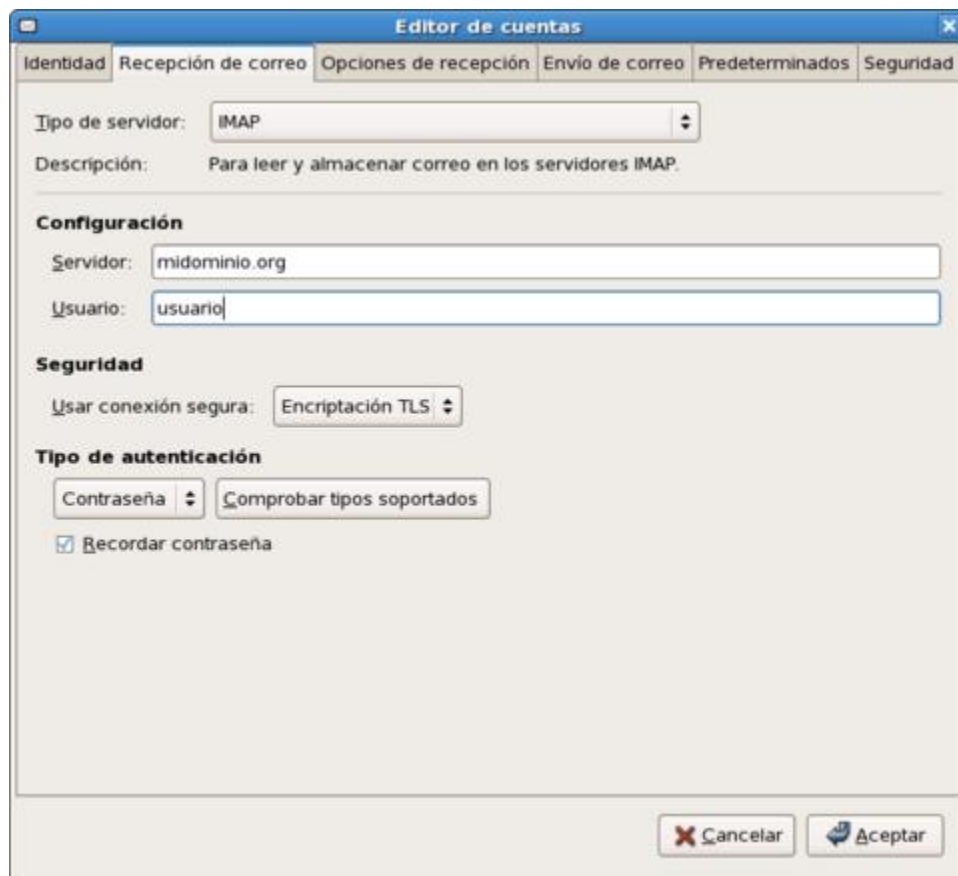 Editor de cuentas
Identidad Recepción de correo Opciones de recepción Envío de correo Predeterminados Seguridad
Tipo de servidor: IMAP
Descripción: Para leer y almacenar correo en los servidores IMAP.
Configuración
Servidor: midominio.org
Usuario: usuario
Seguridad
Usar conexión segura: Encriptación TLS
Tipo de autenticación
Contraseña Comprobar tipos soportados
Recordar contraseña
Cancelar Aceptar